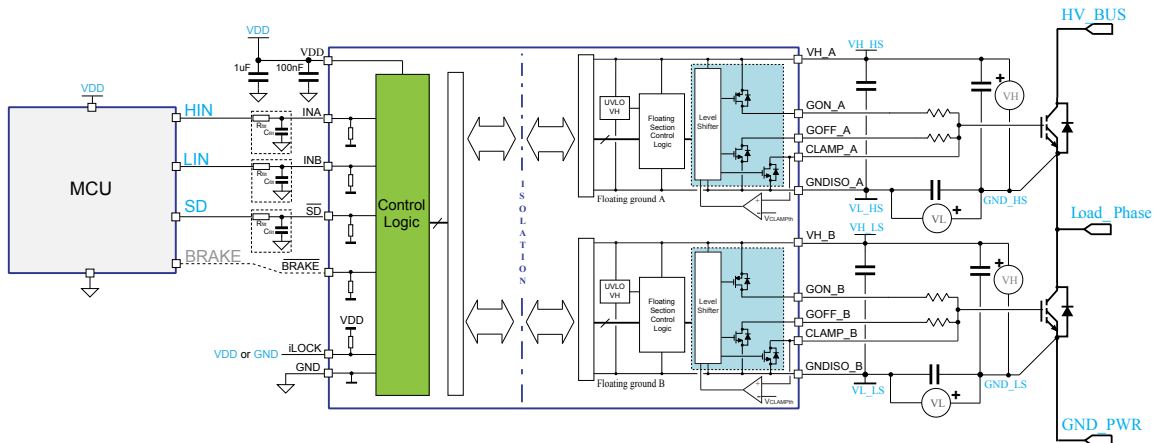 HV_BUS
VDD
VDD
VH_A
VH_HS
1uF
100nF
VDD
HIN
INA
UVLO
VH
Floating
Section
Control
Logic
Level
Shifter
GON_A
GOFF_A
CLAMP_A
VH
LIN
INB
MCU
SD
SD
Control
Logic
ISOLATION
GNDISO_A
Floating ground A
VCLAMPth
VL_HS
VL
GND_HS
Load_Phase
BRAKE
BRAKE
VH_B
VH_LS
UVLO
VH
Floating
Section
Control
Logic
Level
Shifter
GON_B
GOFF_B
CLAMP_B
VH
VDD
VDD or GND
iLOCK
GND
GNDISO_B
Floating ground B
VCLAMPth
VL_LS
VL
GND_LS
GND_PWR